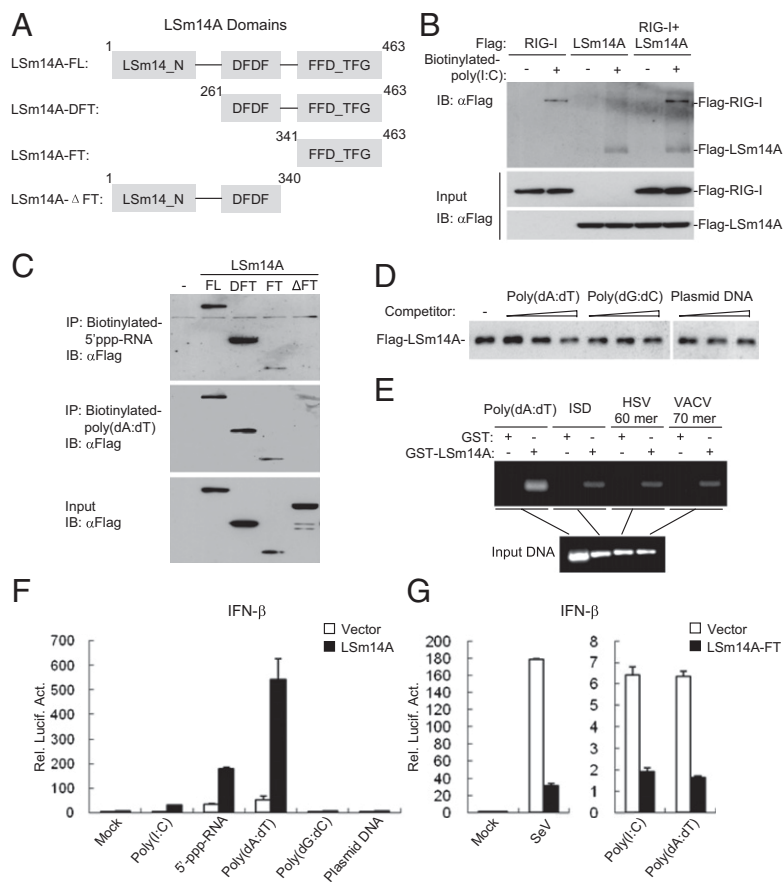 A
LSm14A Domains
1 463
LSm14A-FL: LSm14_N DFDF FFD_TFG
261 463
LSm14A-DFT: DFDF FFD_TFG
341 463
LSm14A-FT: FFD_TFG
1 340
LSm14A-ΔFT: LSm14_N DFDF
B
RIG-I+
Flag: RIG-I LSm14A LSm14A
Biotinylated-
poly(I:C) - + - + - +
IB: αFlag
-Flag-RIG-I
-Flag-LSm14A
Input
IB: αFlag
-Flag-RIG-I
-Flag-LSm14A
C
LSm14A
- FL DFT FT ΔFT
IP: Biotinylated-
5'ppp-RNA
IB: αFlag
IP: Biotinylated-
poly(dA:dT)
IB: αFlag
Input
IB: αFlag
D
Competitor: - Poly(dA:dT) Poly(dG:dC) Plasmid DNA
Flag-LSm14A-
E
Poly(dA:dT) ISD HSV 60 mer VACV 70 mer
GST: + - + - + - + -
GST-LSm14A: - + - + - + - +
Input DNA
F
IFN-β
Vector
LSm14A
Rel. Lucif. Act.
700
600
500
400
300
200
100
0
Mock Poly(I:C) 5'-ppp-RNA Poly(dA:dT) Poly(dG:dC) Plasmid DNA
G
IFN-β
Vector
LSm14A-FT
Rel. Lucif. Act.
200
180
160
140
120
100
80
60
40
20
0
Mock SeV
8
7
6
5
4
3
2
1
0
Poly(I:C) Poly(dA:dT)